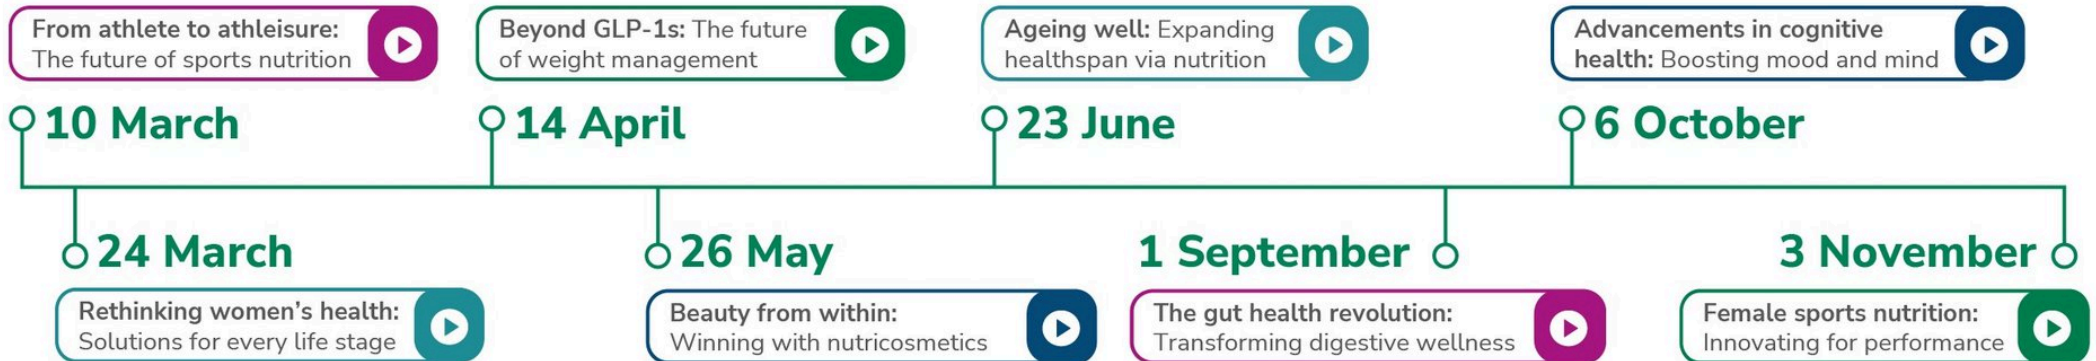 From athlete to athleisure:
The future of sports nutrition
10 March
24 March
Rethinking women’s health:
Solutions for every life stage
Beyond GLP-1s: The future
of weight management
14 April
26 May
Beauty from within:
Winning with nutricosmetics
Ageing well: Expanding
healthspan via nutrition
23 June
1 September
The gut health revolution:
Transforming digestive wellness
Advancements in cognitive
health: Boosting mood and mind
6 October
3 November
Female sports nutrition:
Innovating for performance